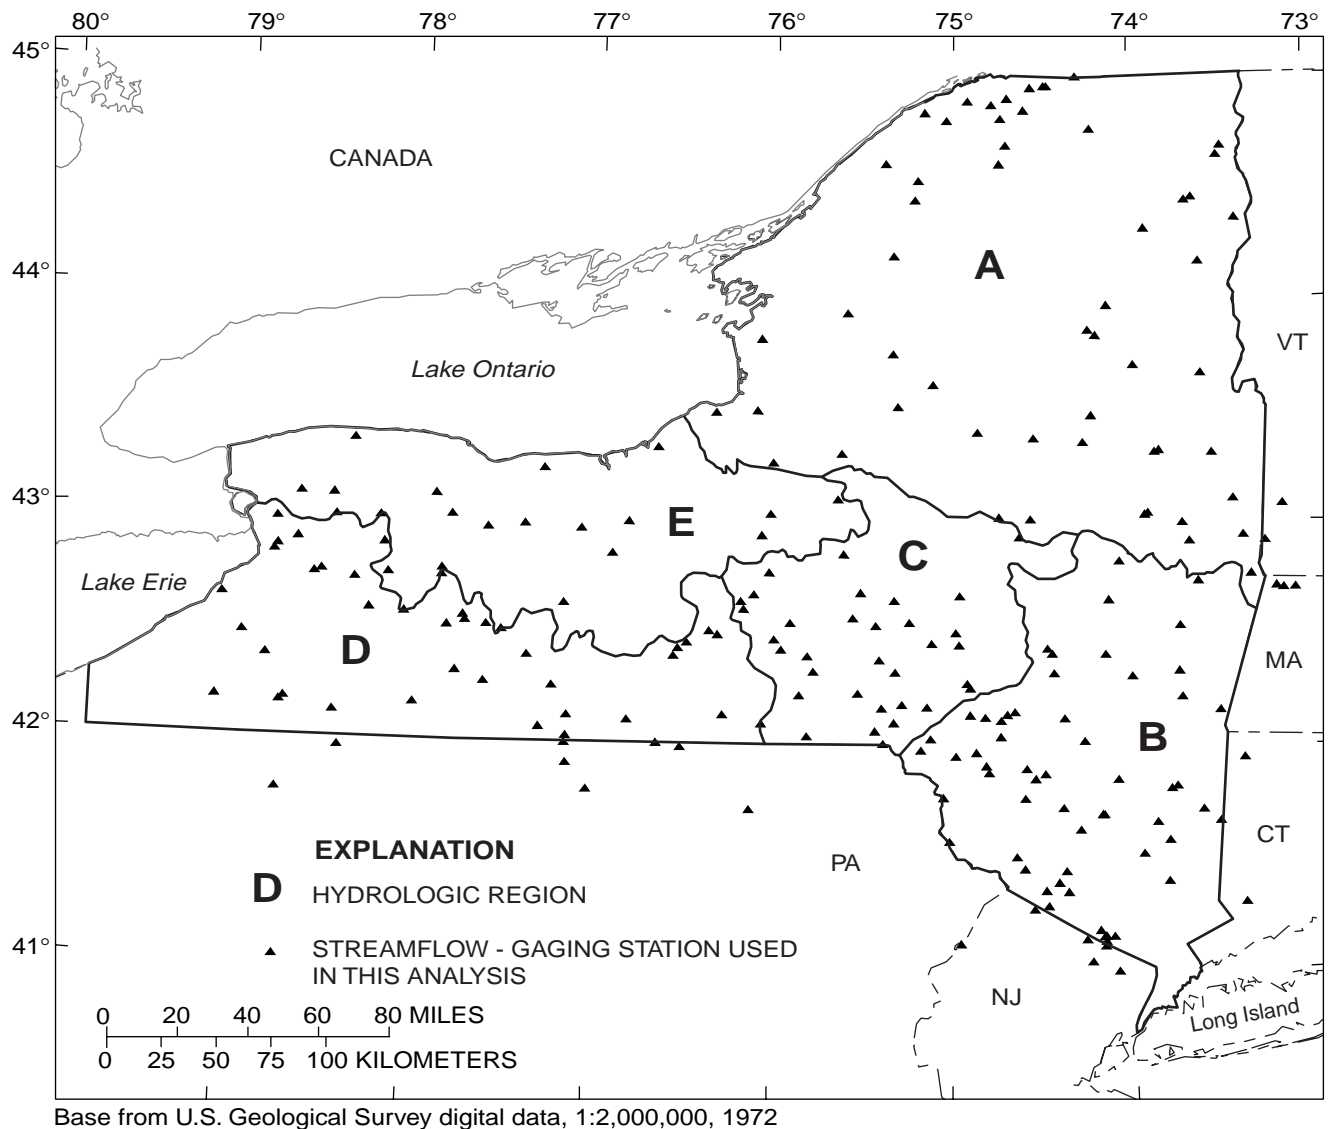 80° 79° 78° 77° 76° 75° 74° 73°
45°
CANADA
A
44°
VT
Lake Ontario
43°
E
C
Lake Erie
D
MA
42°
B
CT
EXPLANATION
PA
D HYDROLOGIC REGION
41°
STREAMFLOW - GAGING STATION USED
IN THIS ANALYSIS
NJ
Long Island
0 20 40 60 80 MILES
0 25 50 75 100 KILOMETERS
Base from U.S. Geological Survey digital data, 1:2,000,000, 1972